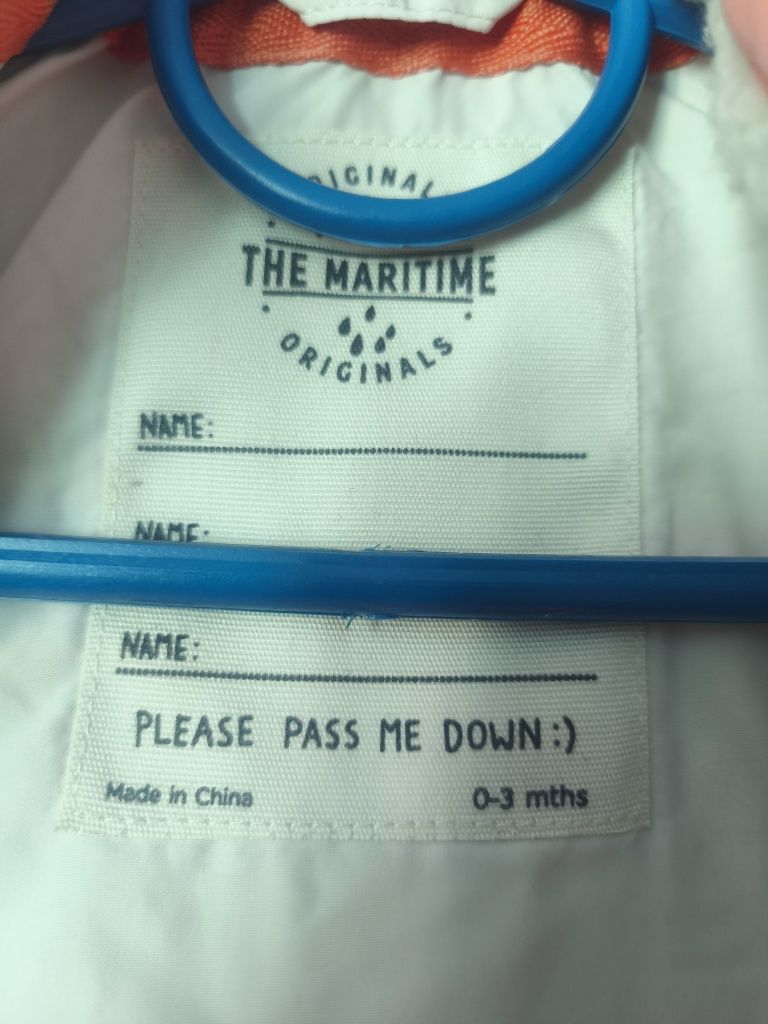 ORIGINAL
THE MARITIME
ORIGINALS
NAME:
NAME:
NAME:
PLEASE PASS ME DOWN :)
Made in China
0-3 mths